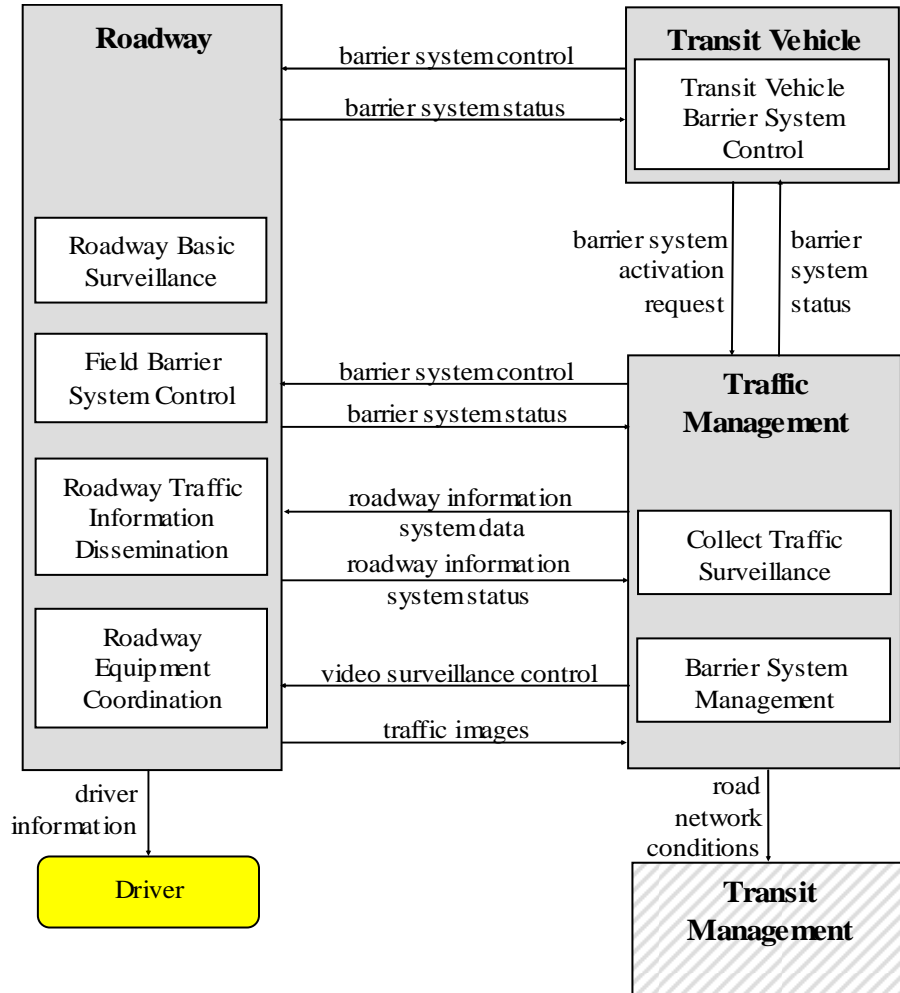 Roadway
barrier system control
barrier system status
Transit Vehicle
Transit Vehicle
Barrier System
Control
Roadway Basic
Surveillance
barrier system
activation
request
barrier
system
status
Field Barrier
System Control
barrier system control
barrier system status
Traffic
Management
Roadway Traffic
Information
Dissemination
roadway information
system data
roadway information
system status
Collect Traffic
Surveillance
Roadway
Equipment
Coordination
video surveillance control
traffic images
Barrier System
Management
driver
information
road
network
conditions
Driver
Transit
Management